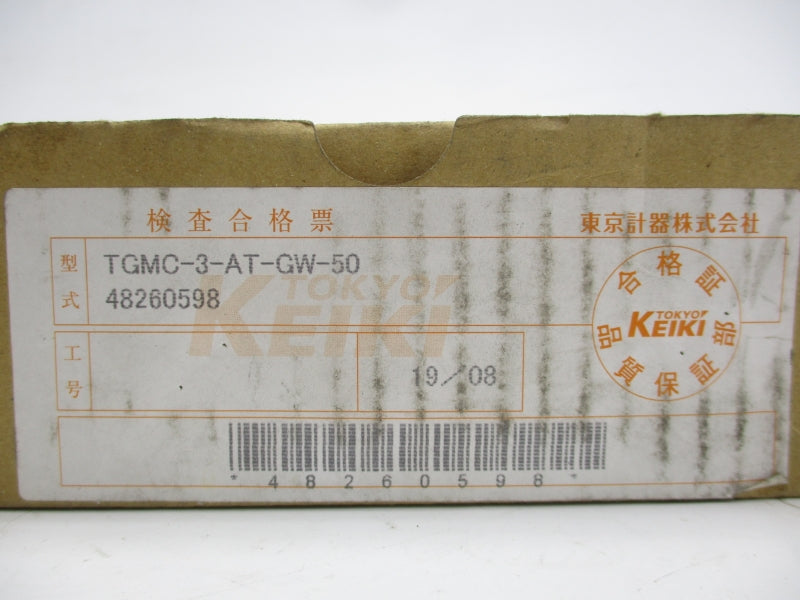 検査合格票
東京計器株式会社
型式
TGMC-3-AT-GW-50
48260598
TOKYO
KEIKI
合格証
TOKYO
KEIKI
品質保証部
工号
19/08
*48260598*